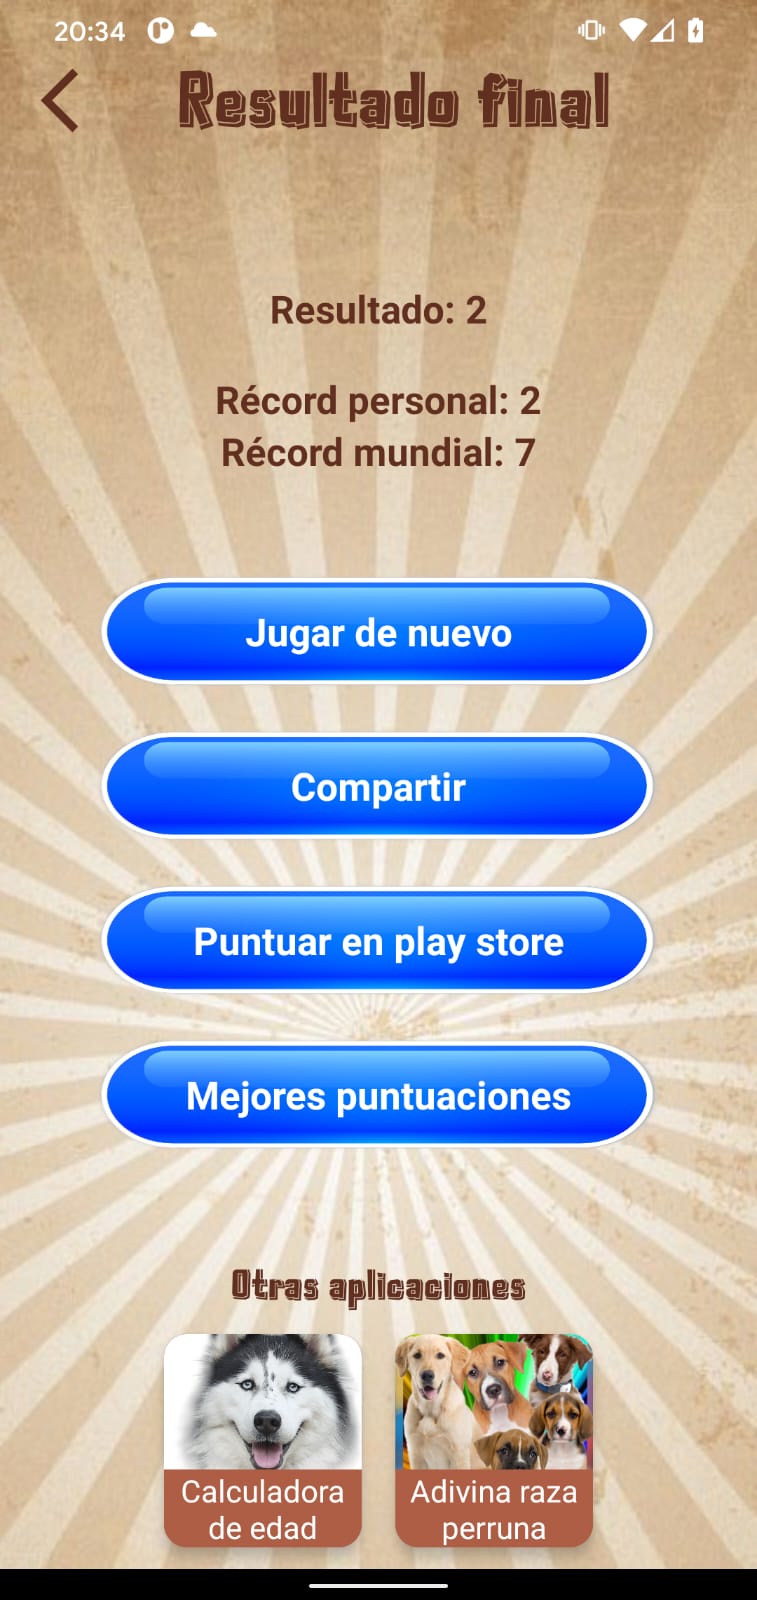 20:34
Resultado final
Resultado: 2
Récord personal: 2
Récord mundial: 7
Jugar de nuevo
Compartir
Puntuar en play store
Mejores puntuaciones
Otras aplicaciones
Calculadora
de edad
Adivina raza
perruna